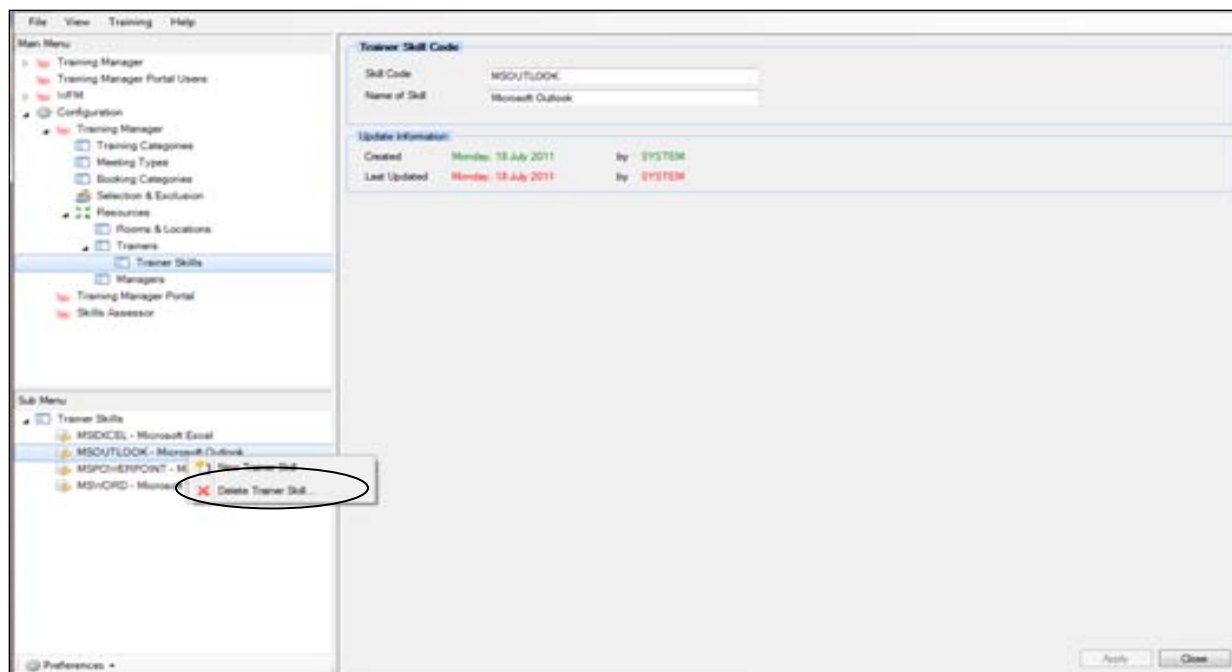 File View Training Help
Main Menu
Training Manager
Training Manager Portal Users
Configuration
Training Manager
Training Categories
Meeting Types
Booking Categories
Selection & Exclusion
Resources
Rooms & Locations
Trainers
Trainer Skills
Managers
Training Manager Portal
Skills Assessor
Sub Menu
Trainer Skills
MSEXCEL - Microsoft Excel
MSOUTLOOK - Microsoft Outlook
MSPOWERPOINT - M
New Trainer Skill
MSWORD - Microsoft
Delete Trainer Skill...
Preferences
Trainer Skill Code
Skill Code MSOUTLOOK
Name of Skill Microsoft Outlook
Update Information
Created Monday, 18 July 2011 by SYSTEM
Last Updated Monday, 18 July 2011 by SYSTEM
Apply Close